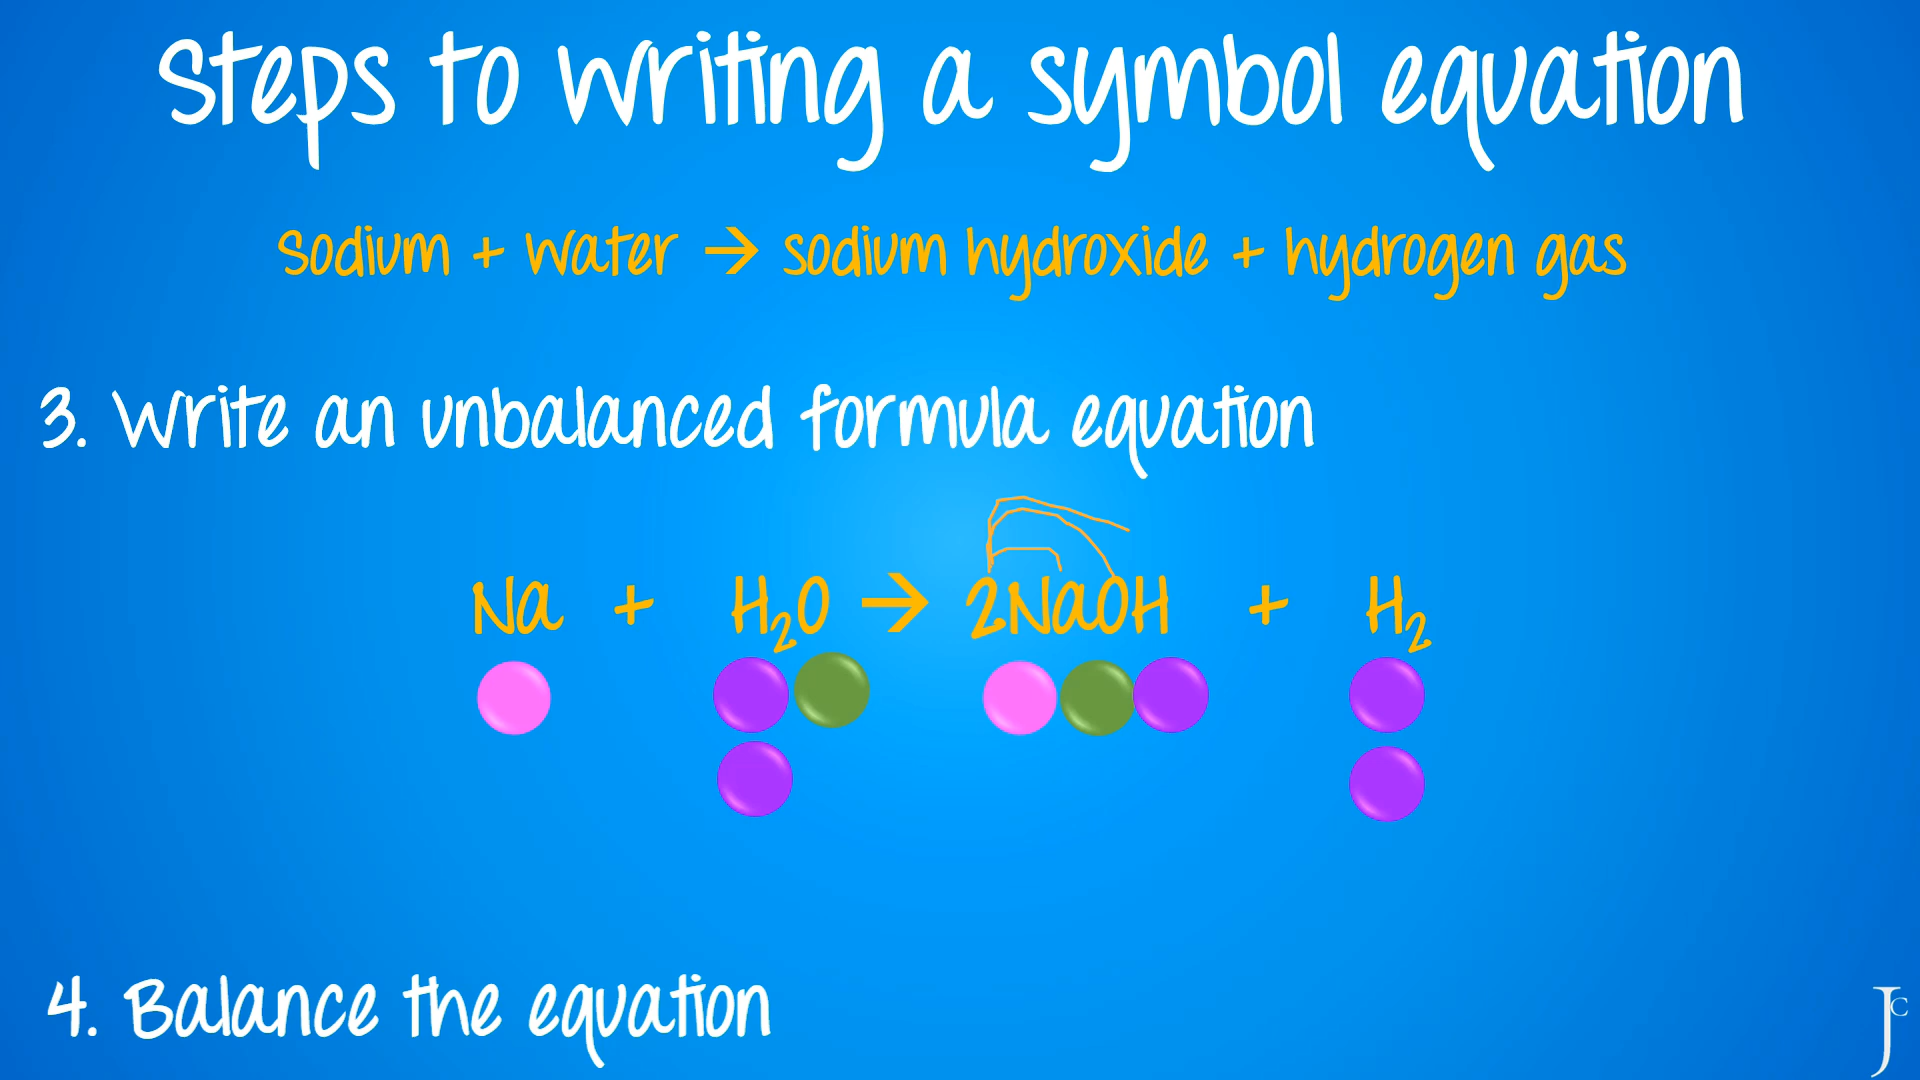 Steps to writing a symbol equation
sodium + water → sodium hydroxide + hydrogen gas
3. Write an unbalanced formula equation
Na + H₂O → 2NaOH + H₂
4. Balance the equation
JC